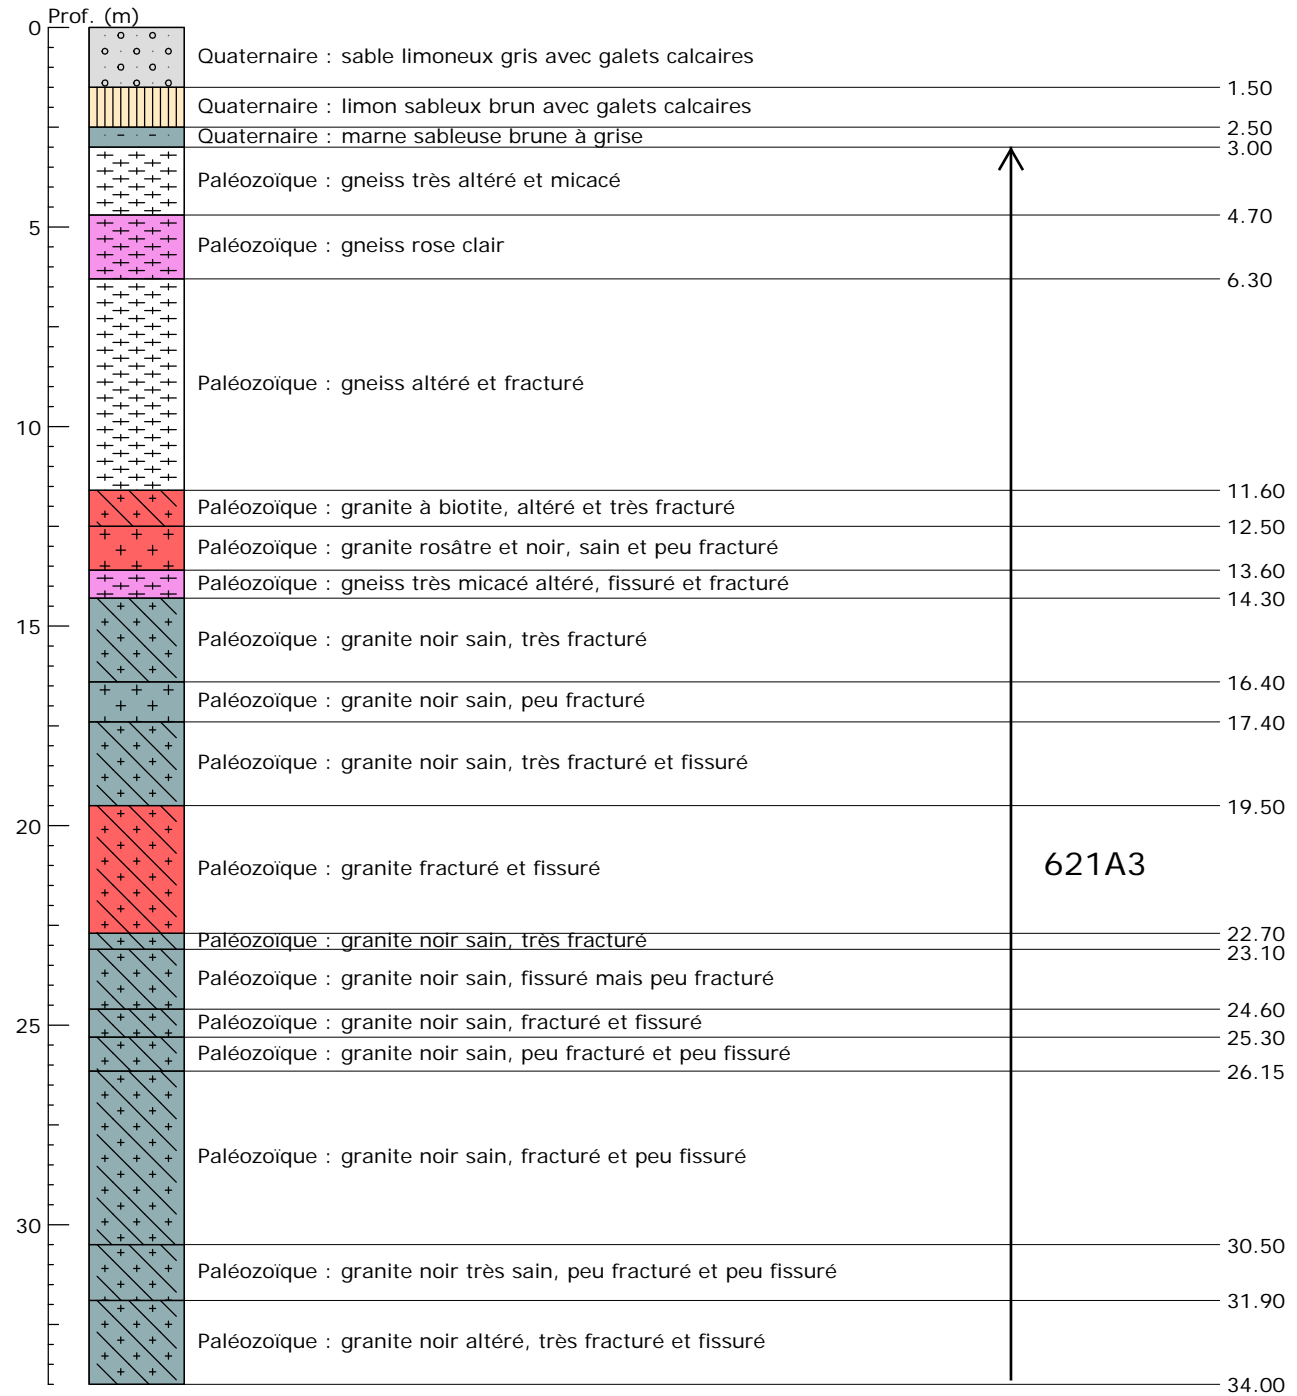 Prof. (m)
0
Quaternaire : sable limoneux gris avec galets calcaires
1.50
Quaternaire : limon sableux brun avec galets calcaires
2.50
Quaternaire : marne sableuse brune à grise
3.00
Paléozoïque : gneiss très altéré et micacé
4.70
5
Paléozoïque : gneiss rose clair
6.30
Paléozoïque : gneiss altéré et fracturé
10
11.60
Paléozoïque : granite à biotite, altéré et très fracturé
12.50
Paléozoïque : granite rosâtre et noir, sain et peu fracturé
13.60
Paléozoïque : gneiss très micacé altéré, fissuré et fracturé
14.30
15
Paléozoïque : granite noir sain, très fracturé
16.40
Paléozoïque : granite noir sain, peu fracturé
17.40
Paléozoïque : granite noir sain, très fracturé et fissuré
19.50
20
621A3
Paléozoïque : granite fracturé et fissuré
22.70
Paléozoïque : granite noir sain, très fracturé
23.10
Paléozoïque : granite noir sain, fissuré mais peu fracturé
24.60
25
Paléozoïque : granite noir sain, fracturé et fissuré
25.30
Paléozoïque : granite noir sain, peu fracturé et peu fissuré
26.15
Paléozoïque : granite noir sain, fracturé et peu fissuré
30
30.50
Paléozoïque : granite noir très sain, peu fracturé et peu fissuré
31.90
Paléozoïque : granite noir altéré, très fracturé et fissuré
34.00